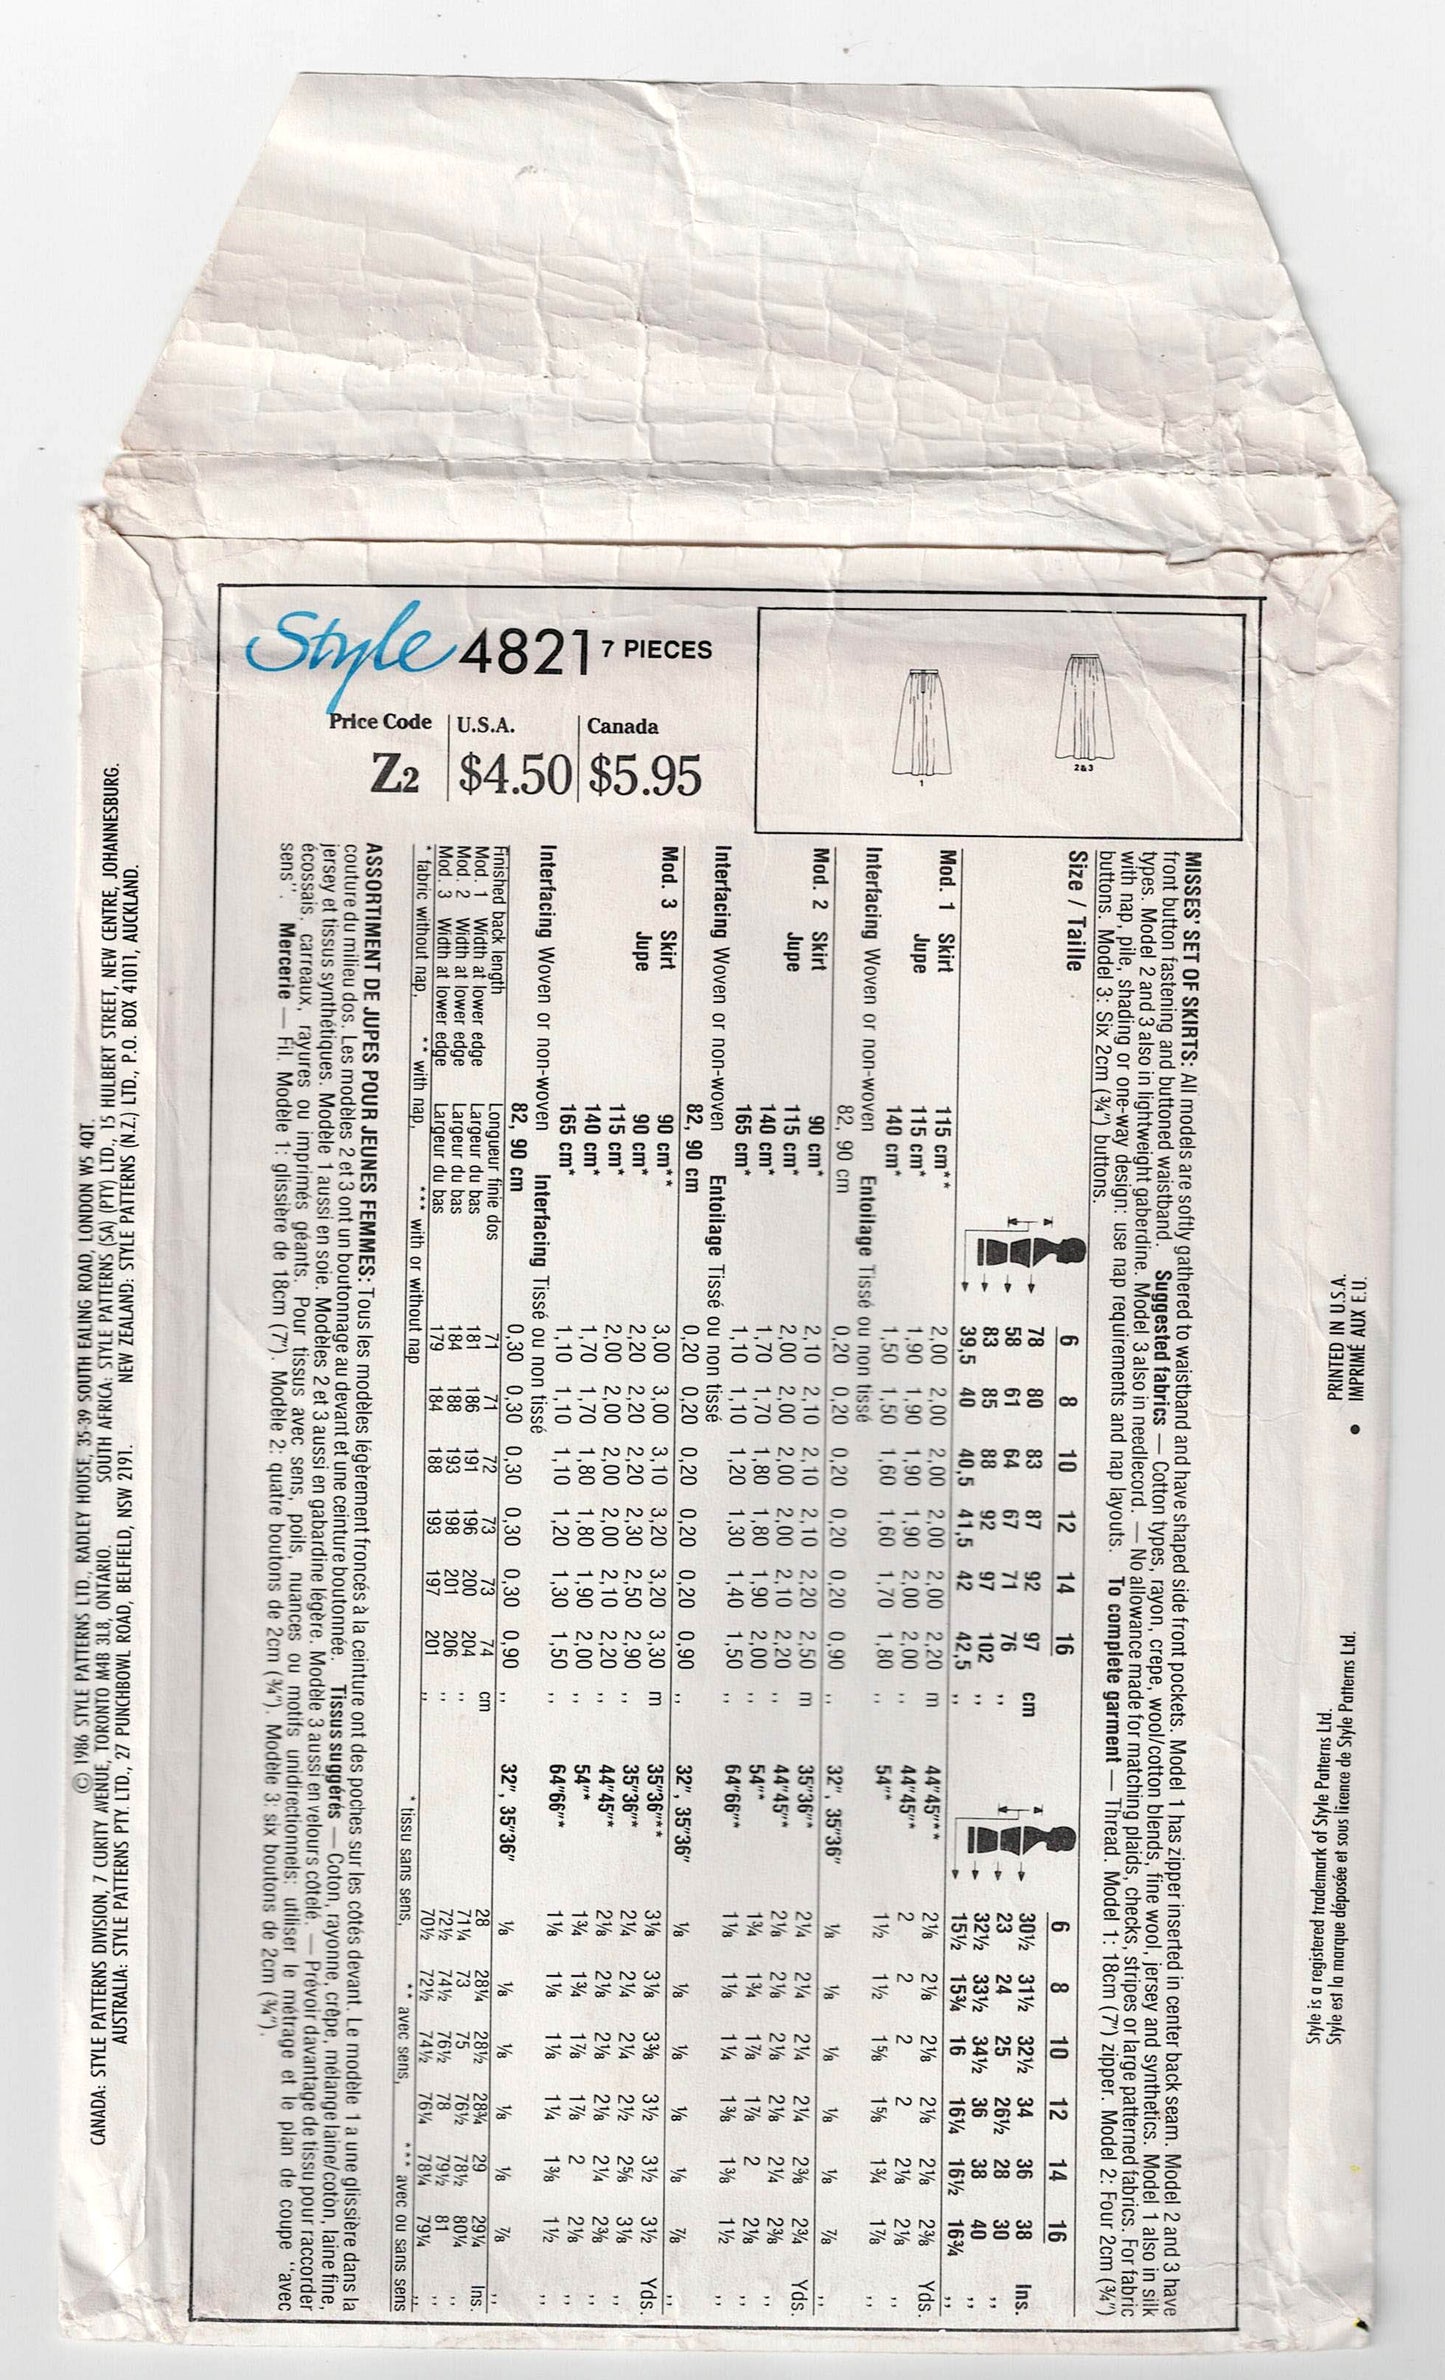 Style 4821 7 PIECES
Price Code U.S.A. Canada
Z2 $4.50 $5.95
1
2&3
MISSES' SET OF SKIRTS: All models are softly gathered to waistband and have shaped side front pockets. Model 1 has zipper inserted in center back seam. Model 2 and 3 have
front button fastening and buttoned waistband. Suggested fabrics — Cotton types, rayon, crepe, wool/cotton blends, fine wool, jersey and synthetics. Model 1 also in silk
types. Model 2 and 3 also in lightweight gaberdine. Model 3 also in needlecord. — No allowance made for matching plaids, checks, stripes or large patterned fabrics. For fabric
with nap, pile, shading or one-way design: use nap requirements and nap layouts. To complete garment — Thread. Model 1: 18cm (7") zipper. Model 2: Four 2cm (¾")
buttons. Model 3: Six 2cm (¾") buttons.
Size / Taille 6 8 10 12 14 16 6 8 10 12 14 16
78 80 83 87 92 97 cm 30½ 31½ 32½ 34 36 38 Ins.
58 61 64 67 71 76 ,, 23 24 25 26½ 28 30 ,,
83 85 88 92 97 102 ,, 32½ 33½ 34½ 36 38 40 ,,
39,5 40 40,5 41,5 42 42,5 ,, 15½ 15¾ 16 16¼ 16½ 16¾ ,,
Mod. 1 Skirt 115 cm** 2,00 2,00 2,00 2,00 2,00 2,20 m 44"45"** 2⅛ 2⅛ 2⅛ 2⅛ 2⅛ 2⅜ Yds.
Jupe 115 cm* 1,90 1,90 1,90 1,90 2,00 2,00 ,, 44"45"* 2 2 2 2 2⅛ 2⅛ ,,
140 cm* 1,50 1,50 1,60 1,60 1,70 1,80 ,, 54"* 1½ 1½ 1⅝ 1⅝ 1¾ 1⅞ ,,
Interfacing Woven or non-woven Entoilage Tissé ou non tissé
82, 90 cm 0,20 0,20 0,20 0,20 0,20 0,90 ,, 32", 35"36" ⅛ ⅛ ⅛ ⅛ ⅛ ⅞ ,,
Mod. 2 Skirt 90 cm* 2,10 2,10 2,10 2,10 2,20 2,50 m 35"36"* 2¼ 2¼ 2¼ 2¼ 2⅜ 2¾ Yds.
Jupe 115 cm* 2,00 2,00 2,00 2,00 2,10 2,20 ,, 44"45"* 2⅛ 2⅛ 2⅛ 2⅛ 2¼ 2⅜ ,,
140 cm* 1,70 1,70 1,80 1,80 1,90 2,00 ,, 54"* 1¾ 1¾ 1⅞ 1⅞ 2 2⅛ ,,
165 cm* 1,10 1,10 1,20 1,30 1,40 1,50 ,, 64"66"* 1⅛ 1⅛ 1¼ 1⅜ 1⅜ 1½ ,,
Interfacing Woven or non-woven Entoilage Tissé ou non tissé
82, 90 cm 0,20 0,20 0,20 0,20 0,20 0,90 ,, 32", 35"36" ⅛ ⅛ ⅛ ⅛ ⅛ ⅞ ,,
Mod. 3 Skirt 90 cm** 3,00 3,00 3,10 3,20 3,20 3,30 m 35"36"** 3⅛ 3⅛ 3⅜ 3½ 3½ 3½ Yds.
Jupe 90 cm* 2,20 2,20 2,20 2,30 2,50 2,90 ,, 35"36"* 2¼ 2¼ 2¼ 2½ 2⅝ 3⅛ ,,
115 cm* 2,00 2,00 2,00 2,00 2,10 2,20 ,, 44"45"* 2⅛ 2⅛ 2⅛ 2⅛ 2¼ 2⅜ ,,
140 cm* 1,70 1,70 1,80 1,80 1,90 2,00 ,, 54"* 1¾ 1¾ 1⅞ 1⅞ 2 2⅛ ,,
165 cm* 1,10 1,10 1,10 1,20 1,30 1,50 ,, 64"66"* 1⅛ 1⅛ 1⅛ 1¼ 1⅜ 1½ ,,
Interfacing Woven or non-woven Interfacing Tissé ou non tissé
82, 90 cm 0,30 0,30 0,30 0,30 0,30 0,90 ,, 32", 35"36" ⅛ ⅛ ⅛ ⅛ ⅛ ⅞ ,,
Finished back length Longueur finie dos 71 71 72 73 73 74 cm 28 28¼ 28½ 28¾ 29 29¼ Ins.
Mod. 1 Width at lower edge Largeur du bas 181 186 191 196 200 204 ,, 71¼ 73 75 76½ 78½ 80¼ ,,
Mod. 2 Width at lower edge Largeur du bas 184 188 193 198 201 206 ,, 72½ 74½ 76½ 78 79½ 81 ,,
Mod. 3 Width at lower edge Largeur du bas 179 184 188 193 197 201 ,, 70½ 72½ 74½ 76¼ 78¼ 79¼ ,,
* fabric without nap, ** with nap, *** with or without nap * tissu sans sens, ** avec sens, *** avec ou sans sens
ASSORTIMENT DE JUPES POUR JEUNES FEMMES: Tous les modèles légèrement froncés à la ceinture ont des poches sur les côtés devant. Le modèle 1 a une glissière dans la
couture du milieu dos. Les modèles 2 et 3 ont un boutonnage au devant et une ceinture boutonnée. Tissus suggérés — Coton, rayonne, crêpe, mélange laine/coton, laine fine,
jersey et tissus synthétiques. Modèle 1 aussi en soie. Modèles 2 et 3 aussi en gabardine légère. Modèle 3 aussi en velours côtelé. — Prévoir davantage de tissu pour raccorder
écossais, carreaux, rayures ou imprimés géants. Pour tissus avec sens, poils, nuances ou motifs unidirectionnels: utiliser le métrage et le plan de coupe "avec
sens". Mercerie — Fil. Modèle 1: glissière de 18cm (7"). Modèle 2: quatre boutons de 2cm (¾"). Modèle 3: six boutons de 2cm (¾").
PRINTED IN U.S.A.
IMPRIME AUX E.U.
Style is a registered trademark of Style Patterns Ltd.
Style est la marque déposée et sous licence de Style Patterns Ltd.
© 1986 STYLE PATTERNS LTD., RADLEY HOUSE, 35-39 SOUTH EALING ROAD, LONDON W5 4QT.
CANADA: STYLE PATTERNS DIVISION, 7 CURITY AVENUE, TORONTO M4B 3L8, ONTARIO. SOUTH AFRICA: STYLE PATTERNS (SA) (PTY) LTD., 15 HULBERT STREET, NEW CENTRE, JOHANNESBURG.
AUSTRALIA: STYLE PATTERNS PTY. LTD., 27 PUNCHBOWL ROAD, BELFIELD, NSW 2191. NEW ZEALAND: STYLE PATTERNS (N.Z.) LTD., P.O. BOX 41011, AUCKLAND.